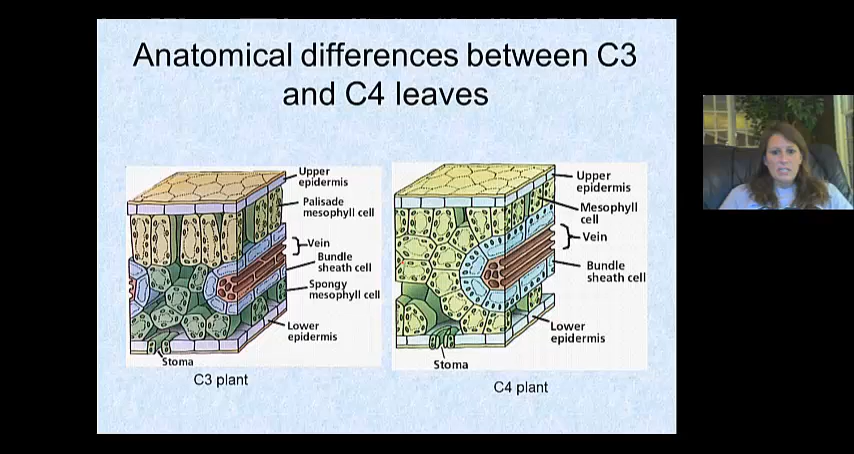 Anatomical differences between C3
and C4 leaves
Upper
epidermis
Palisade
mesophyll cell
Vein
Bundle
sheath cell
Spongy
mesophyll cell
Lower
epidermis
Stoma
C3 plant
Upper
epidermis
Mesophyll
cell
Vein
Bundle
sheath cell
Lower
epidermis
Stoma
C4 plant